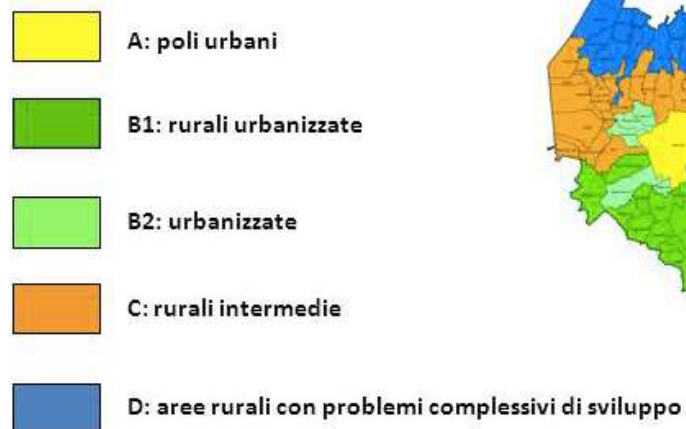 A: poli urbani
B1: rurali urbanizzate
B2: urbanizzate
C: rurali intermedie
D: aree rurali con problemi complessivi di sviluppo